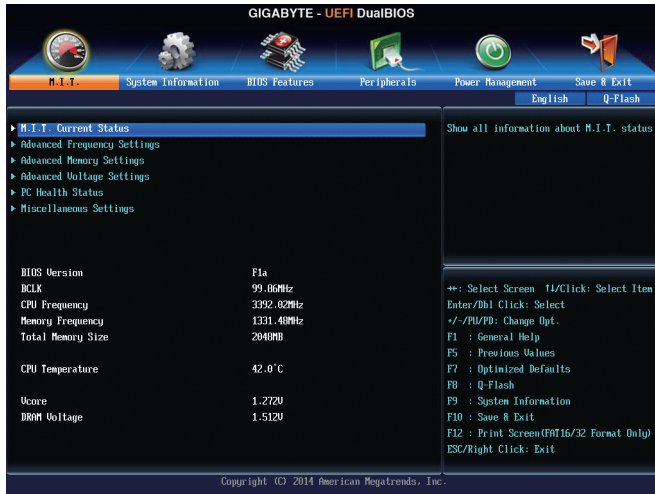 GIGABYTE - UEFI DualBIOS
M.I.T. System Information BIOS Features Peripherals Power Management Save & Exit
English Q-Flash
M.I.T. Current Status
Advanced Frequency Settings
Advanced Memory Settings
Advanced Voltage Settings
PC Health Status
Miscellaneous Settings
Show all information about M.I.T. status
BIOS Version F1a
BCLK 99.86MHz
CPU Frequency 3392.02MHz
Memory Frequency 1331.48MHz
Total Memory Size 2048MB
CPU Temperature 42.0°C
Vcore 1.272V
DRAM Voltage 1.512V
→←: Select Screen ↑↓/Click: Select Item
Enter/Dbl Click: Select
+/-/PU/PD: Change Opt.
F1 : General Help
F5 : Previous Values
F7 : Optimized Defaults
F8 : Q-Flash
F9 : System Information
F10 : Save & Exit
F12 : Print Screen(FAT16/32 Format Only)
ESC/Right Click: Exit
Copyright (C) 2014 American Megatrends, Inc.